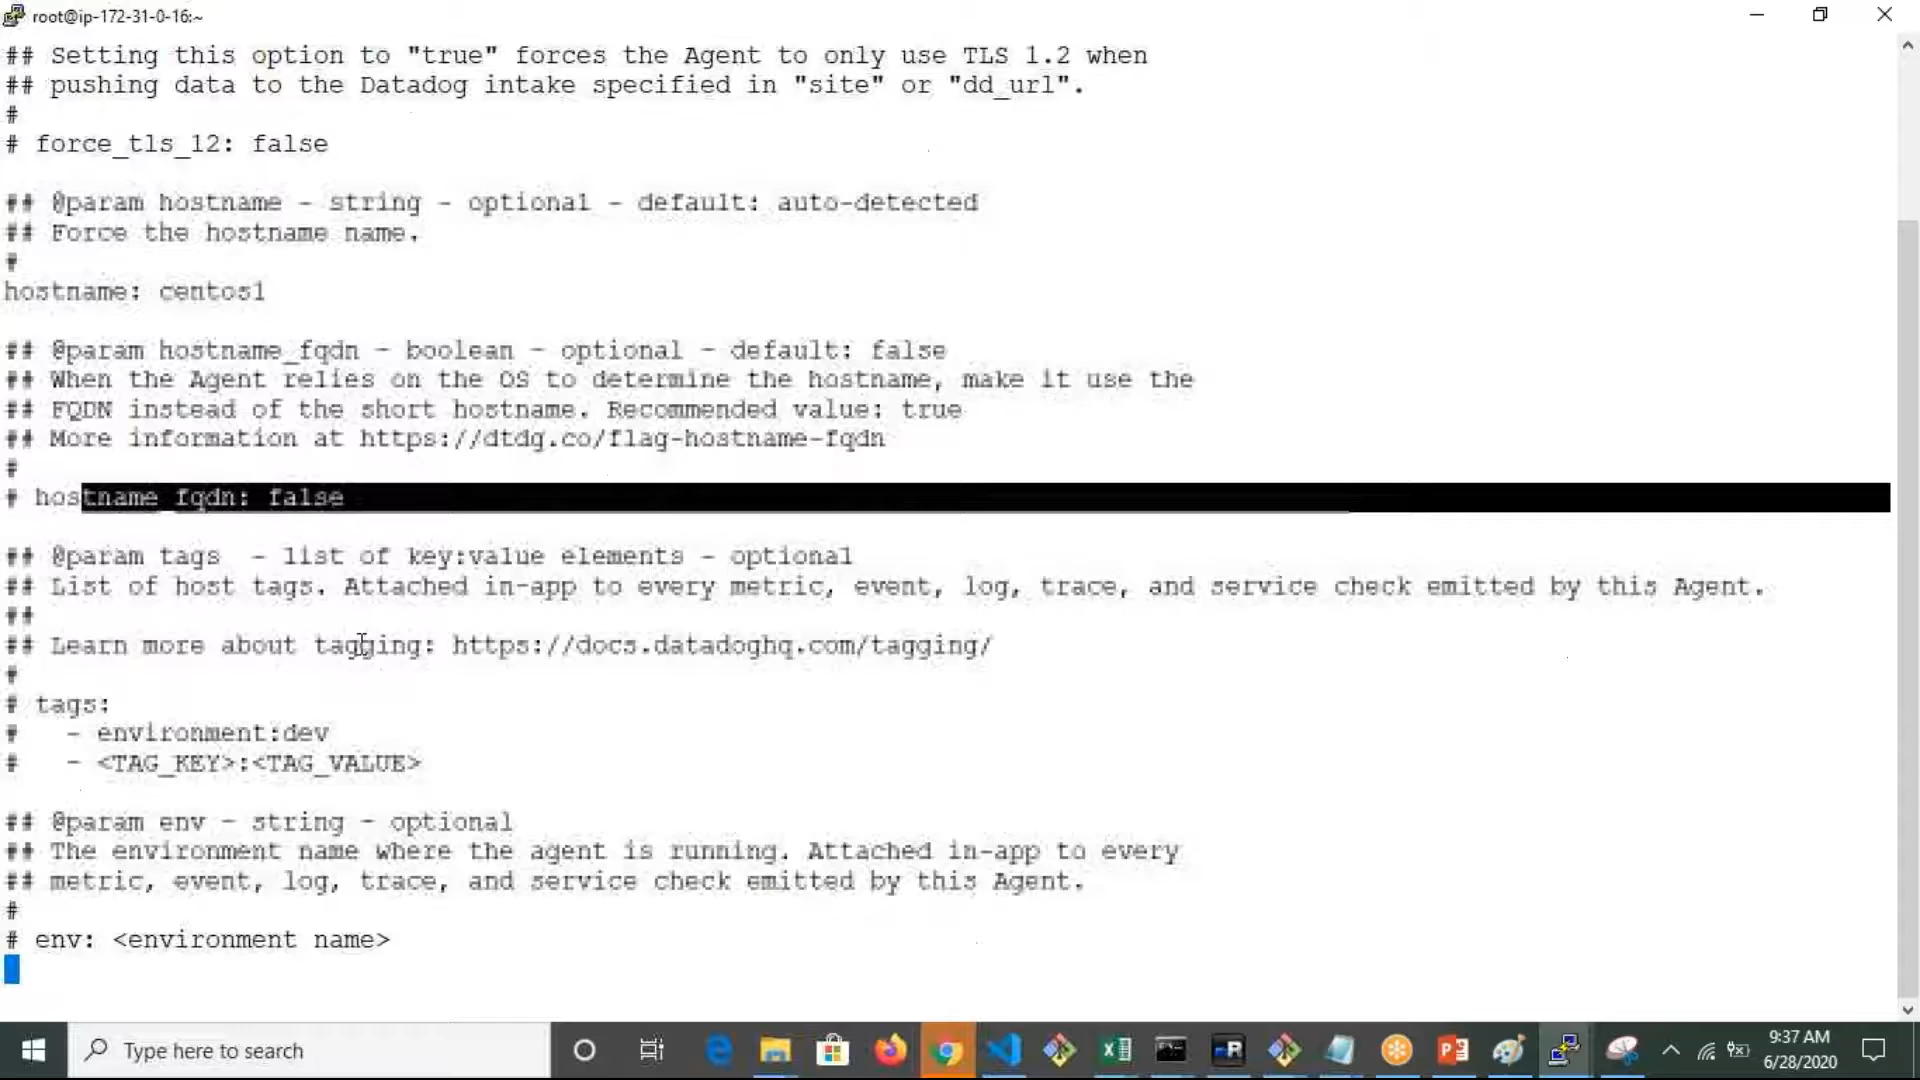 root@ip-172-31-0-16:~
## Setting this option to "true" forces the Agent to only use TLS 1.2 when
## pushing data to the Datadog intake specified in "site" or "dd_url".
#
# force_tls_12: false
## @param hostname - string - optional - default: auto-detected
## Force the hostname name.
#
hostname: centos1
## @param hostname_fqdn - boolean - optional - default: false
## When the Agent relies on the OS to determine the hostname, make it use the
## FQDN instead of the short hostname. Recommended value: true
## More information at https://dtdg.co/flag-hostname-fqdn
#
# hostname_fqdn: false
## @param tags  - list of key:value elements - optional
## List of host tags. Attached in-app to every metric, event, log, trace, and service check emitted by this Agent.
##
## Learn more about tagging: https://docs.datadoghq.com/tagging/
#
# tags:
#   - environment:dev
#   - <TAG_KEY>:<TAG_VALUE>
## @param env - string - optional
## The environment name where the agent is running. Attached in-app to every
## metric, event, log, trace, and service check emitted by this Agent.
#
# env: <environment name>
Type here to search
9:37 AM
6/28/2020